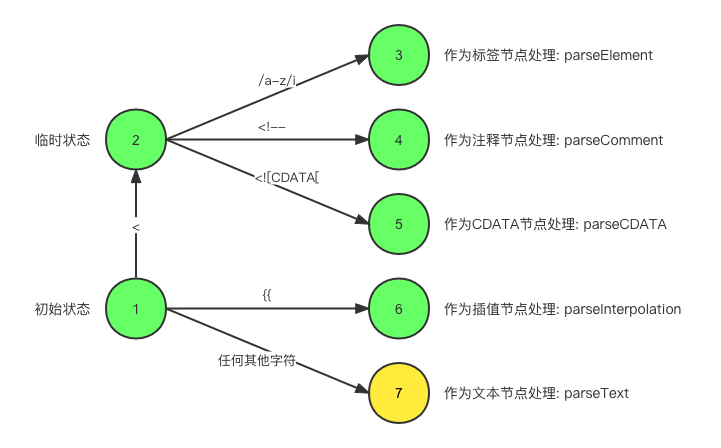 3
作为标签节点处理: parseElement
/a-z/i
临时状态
2
<!--
4
作为注释节点处理: parseComment
<![CDATA[
5
作为CDATA节点处理: parseCDATA
<
初始状态
1
{{
6
作为插值节点处理: parseInterpolation
任何其他字符
7
作为文本节点处理: parseText